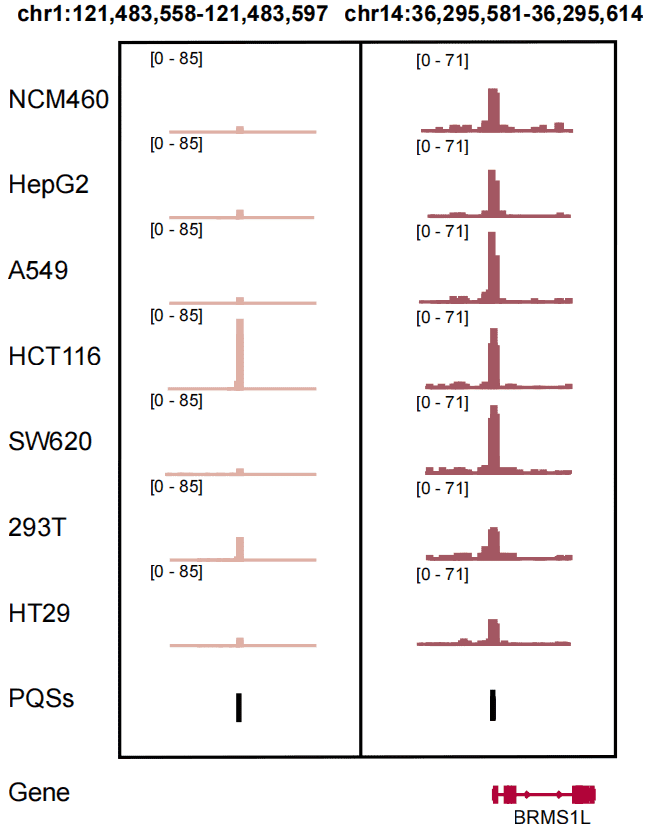 chr1:121,483,558-121,483,597 chr14:36,295,581-36,295,614
[0 - 85] [0 - 71]
NCM460
[0 - 85] [0 - 71]
HepG2
[0 - 85] [0 - 71]
A549
[0 - 85] [0 - 71]
HCT116
[0 - 85] [0 - 71]
SW620
[0 - 85] [0 - 71]
293T
[0 - 85] [0 - 71]
HT29
PQSs
Gene
BRMS1L